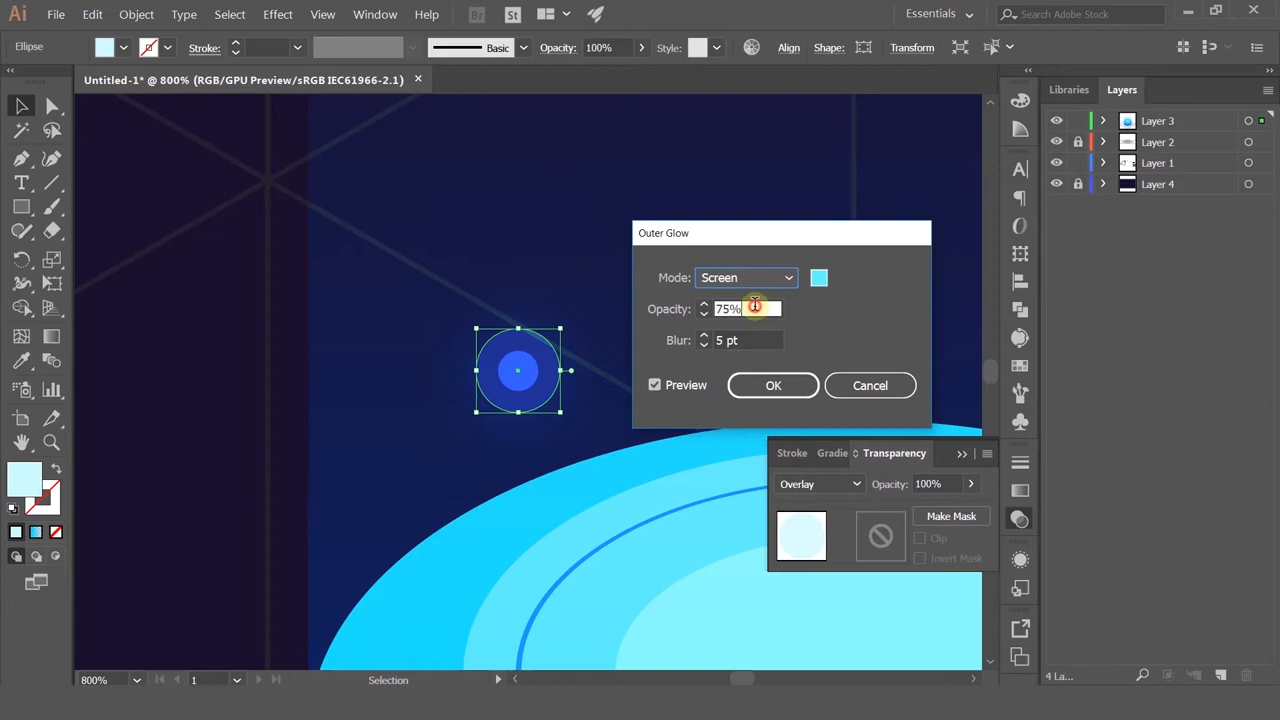 Ai File Edit Object Type Select Effect View Window Help Br St Essentials Search Adobe Stock
Ellipse Stroke: Basic Opacity: 100% Style: Align Shape: Transform
Untitled-1* @ 800% (RGB/GPU Preview/sRGB IEC61966-2.1)
Libraries Layers
Layer 3
Layer 2
Layer 1
Layer 4
Outer Glow
Mode: Screen
Opacity: 75%
Blur: 5 pt
Preview OK Cancel
Stroke Gradie Transparency
Overlay Opacity: 100%
Make Mask
Clip
Invert Mask
800% 1 Selection
4 La...